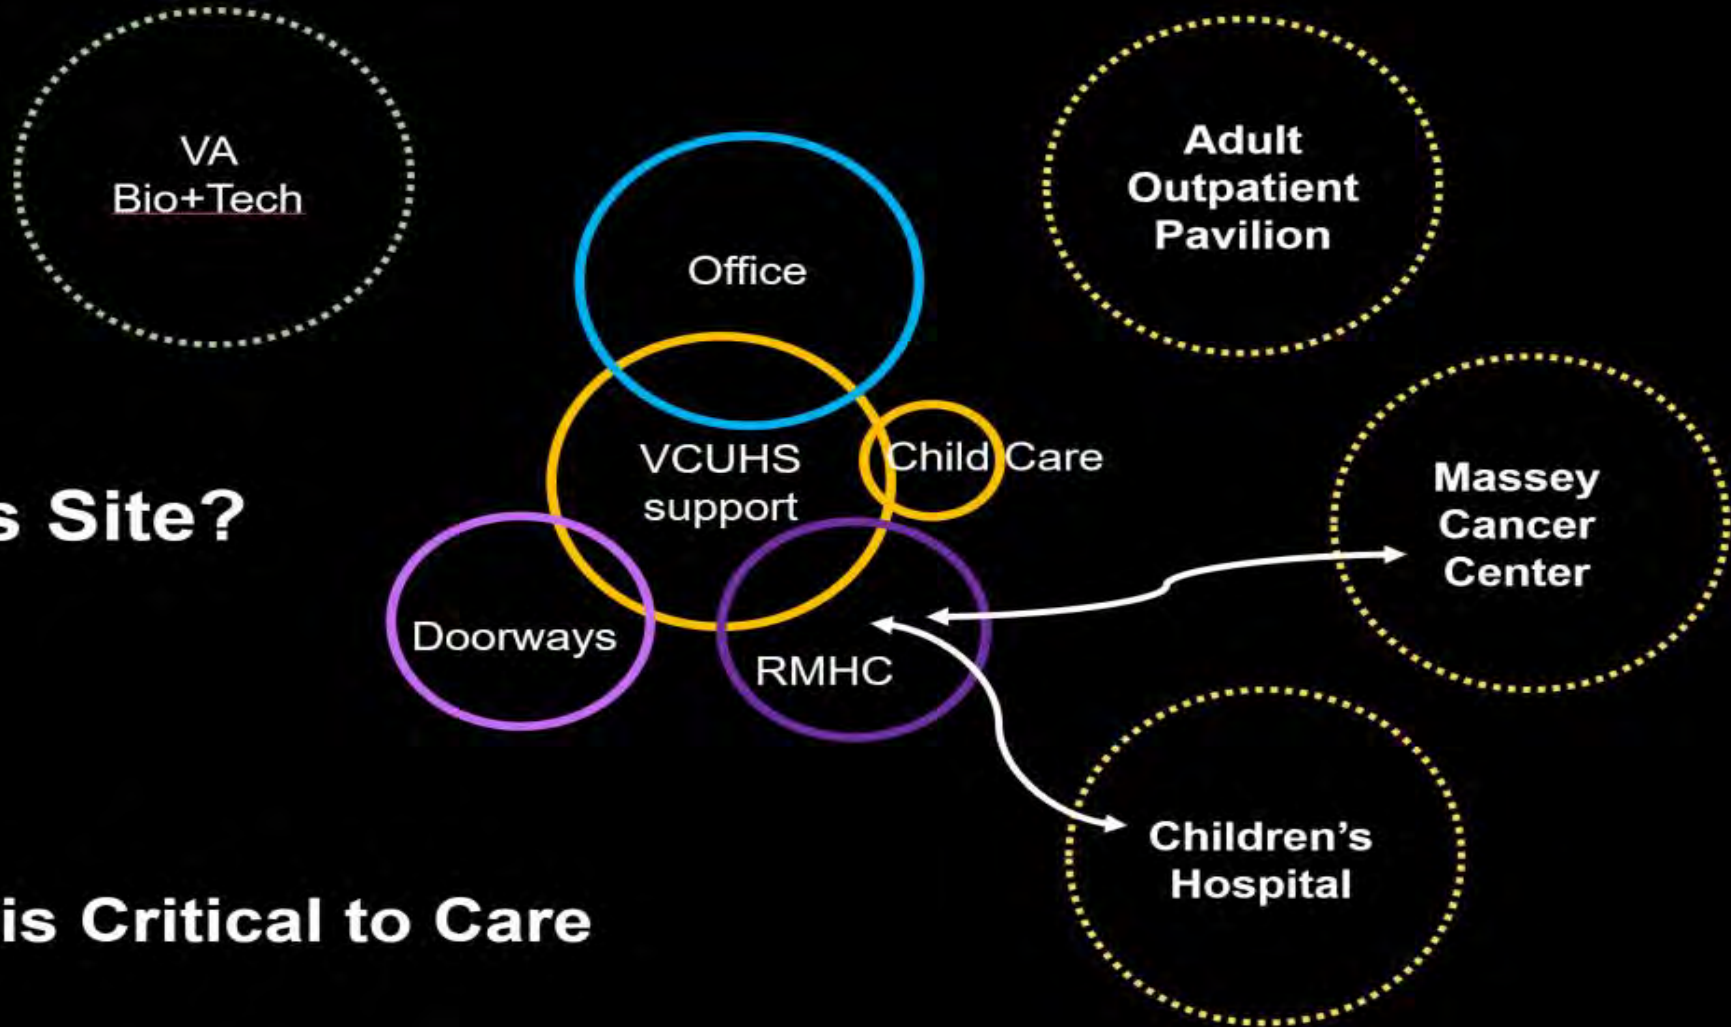 VA
Bio+Tech
Adult
Outpatient
Pavilion
Office
VCUHS
support
Child Care
Massey
Cancer
Center
s Site?
Doorways
RMHC
Children’s
Hospital
is Critical to Care